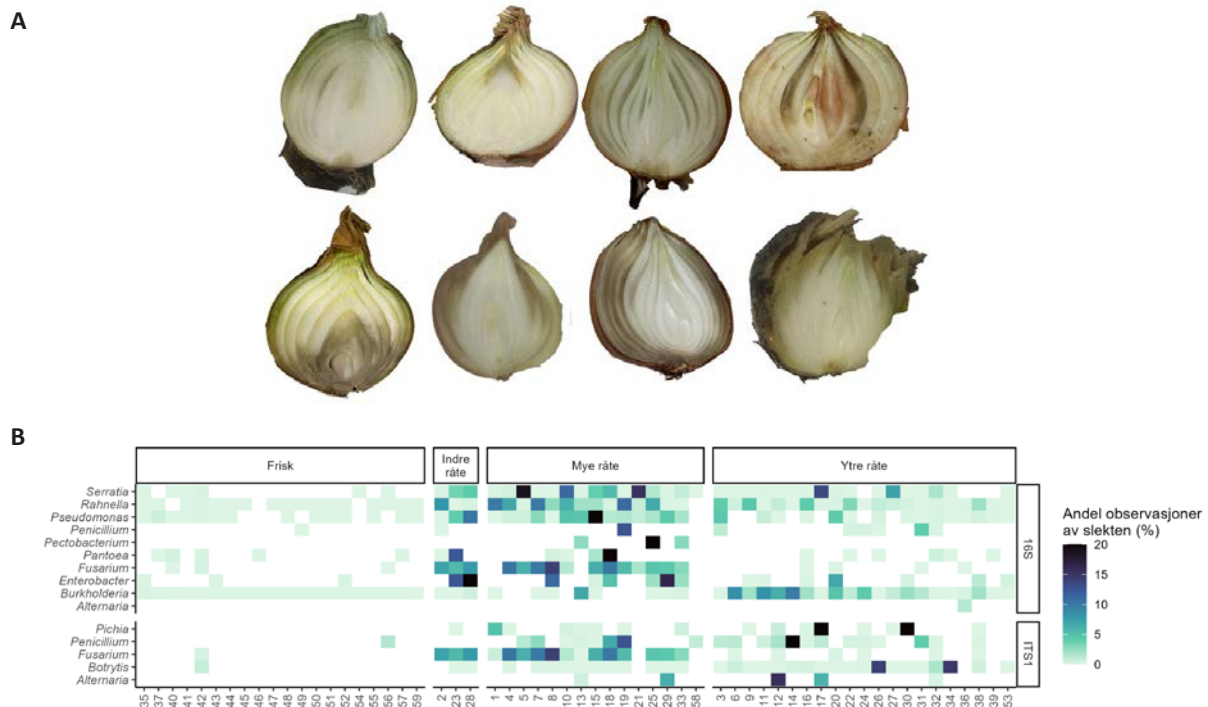 A
B
Frisk
Indre råte
Mye råte
Ytre råte
Serratia
Rahnella
Pseudomonas
Penicillium
Pectobacterium
Pantoea
Fusarium
Enterobacter
Burkholderia
Alternaria
16S
Pichia
Penicillium
Fusarium
Botrytis
Alternaria
ITS1
35 37 40 41 42 43 44 45 46 47 48 49 50 51 52 54 55 56 57 59
2 23 28
1 4 5 7 8 10 13 15 18 19 21 25 29 33 58
3 6 9 11 12 14 16 17 20 22 24 26 27 30 31 32 34 36 38 39 53
Andel observasjoner
av slekten (%)
20
15
10
5
0